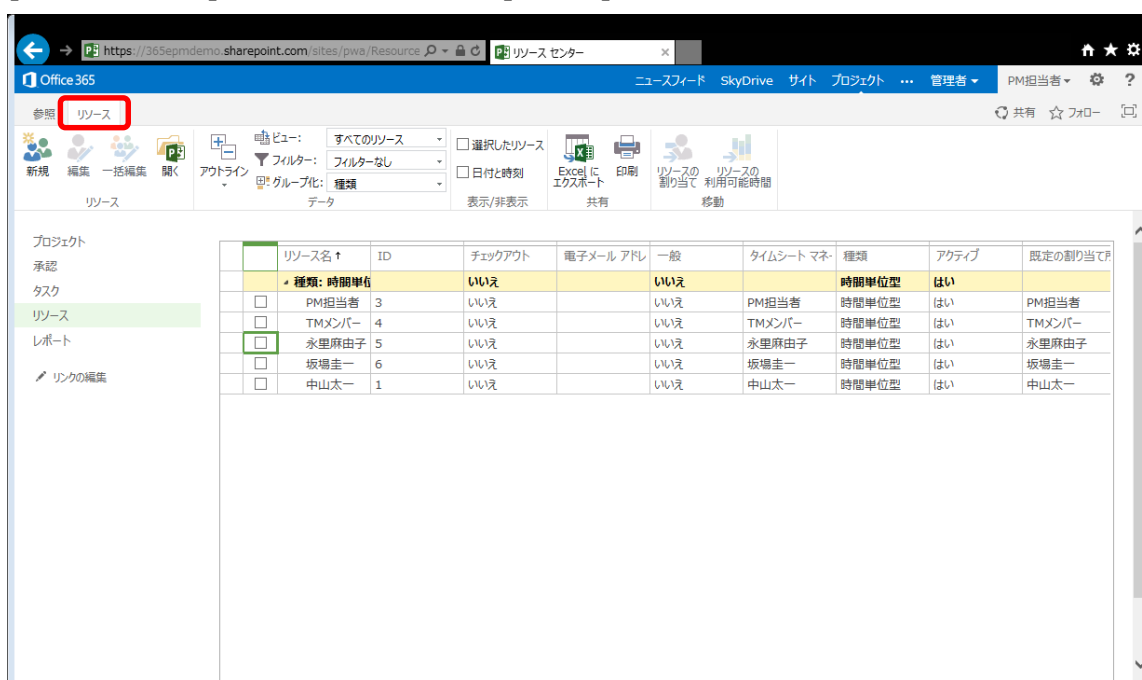 https://365epmdemo.sharepoint.com/sites/pwa/Resource リソース センター
Office 365 ニュースフィード SkyDrive サイト プロジェクト ••• 管理者 PM担当者 ?
参照 リソース 共有 フォロー
新規 編集 一括編集 開く アウトライン
ビュー: すべてのリソース
フィルター: フィルターなし
グループ化: 種類
選択したリソース
日付と時刻
Excel に エクスポート 印刷 リソースの 割り当て リソースの 利用可能時間
リソース データ 表示/非表示 共有 移動
プロジェクト
承認
タスク
リソース
レポート
リンクの編集
リソース名↑ ID チェックアウト 電子メール アドレ 一般 タイムシート マネ 種類 アクティブ 既定の割り当て
種類: 時間単位 いいえ いいえ 時間単位型 はい
PM担当者 3 いいえ いいえ PM担当者 時間単位型 はい PM担当者
TMメンバー 4 いいえ いいえ TMメンバー 時間単位型 はい TMメンバー
永里麻由子 5 いいえ いいえ 永里麻由子 時間単位型 はい 永里麻由子
坂場圭一 6 いいえ いいえ 坂場圭一 時間単位型 はい 坂場圭一
中山太一 1 いいえ いいえ 中山太一 時間単位型 はい 中山太一